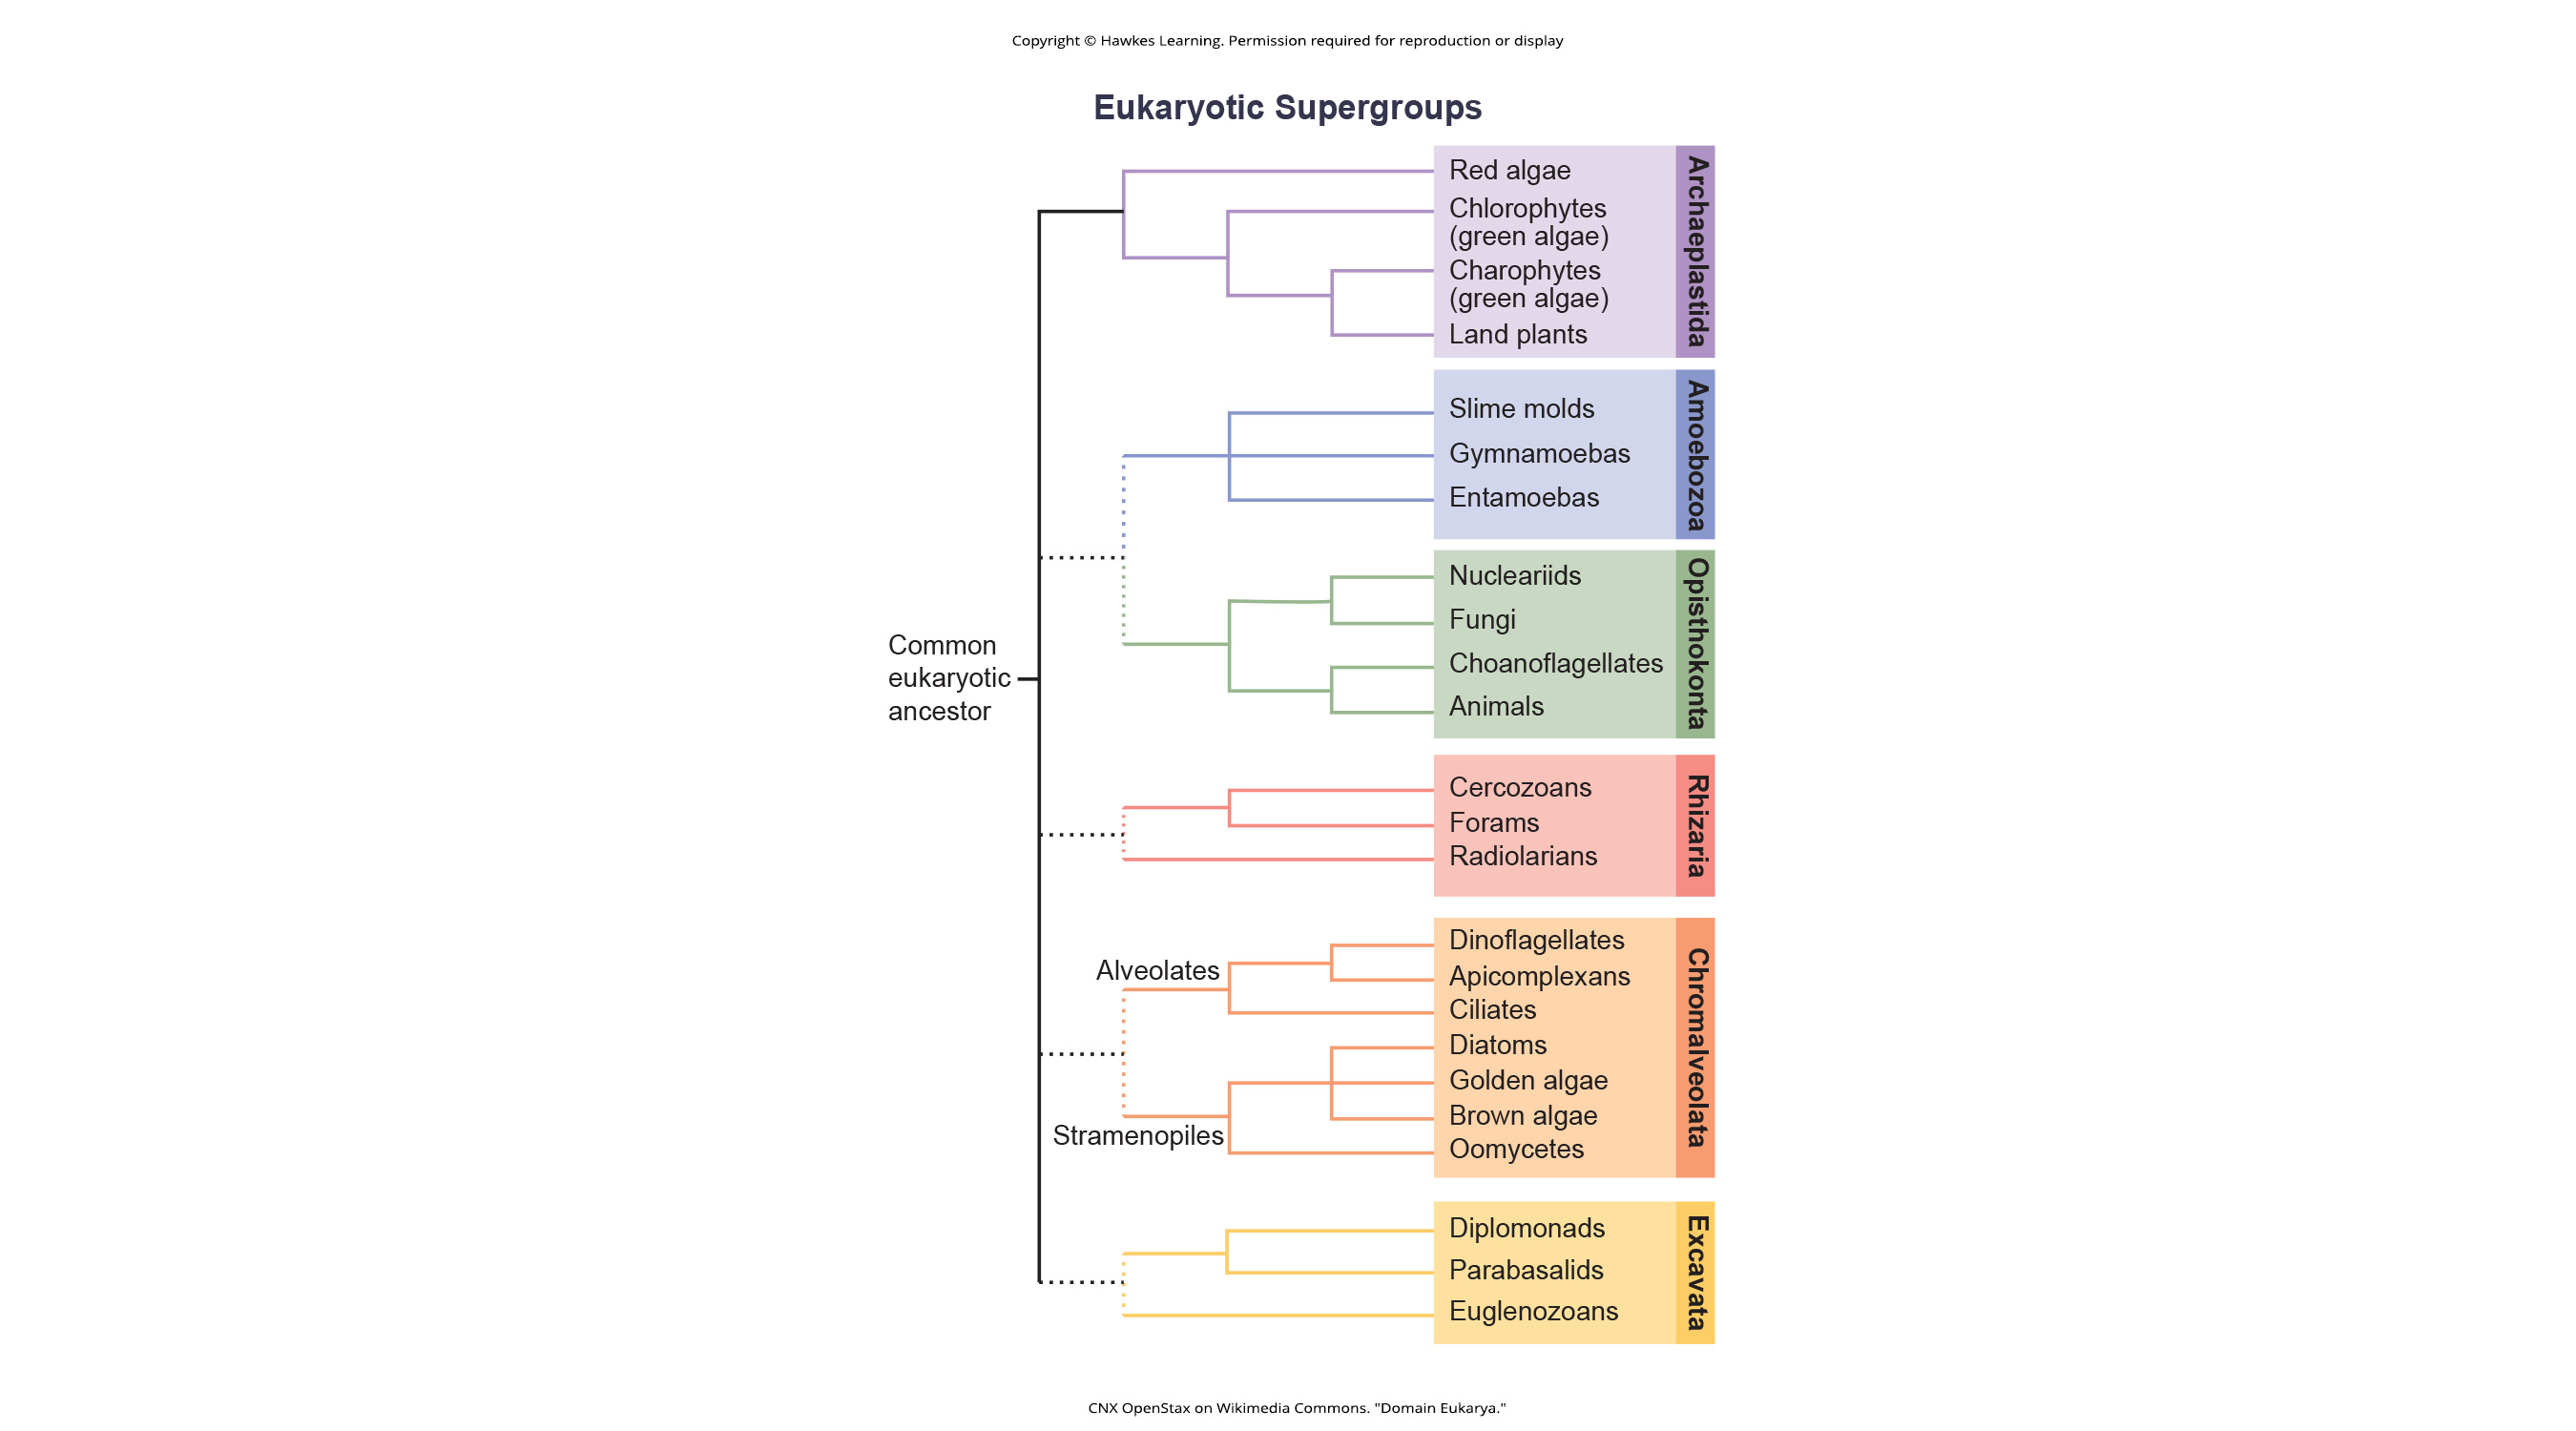 Copyright © Hawkes Learning. Permission required for reproduction or display
Eukaryotic Supergroups
Red algae
Chlorophytes
(green algae)
Charophytes
(green algae)
Land plants
Archaeplastida
Slime molds
Gymnamoebas
Entamoebas
Amoebozoa
Nucleariids
Fungi
Choanoflagellates
Animals
Opisthokonta
Common
eukaryotic
ancestor
Cercozoans
Forams
Radiolarians
Rhizaria
Alveolates
Stramenopiles
Dinoflagellates
Apicomplexans
Ciliates
Diatoms
Golden algae
Brown algae
Oomycetes
Chromalveolata
Diplomonads
Parabasalids
Euglenozoans
Excavata
CNX OpenStax on Wikimedia Commons. "Domain Eukarya."